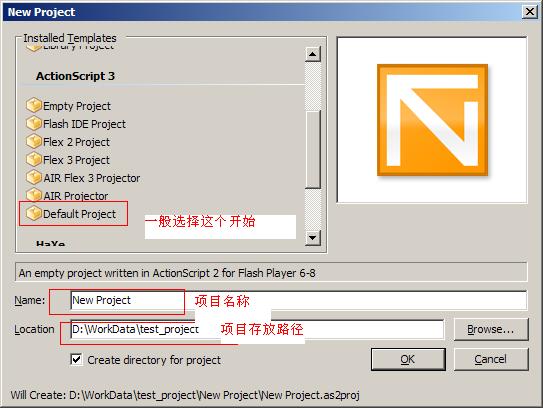 New Project
Installed Templates
Library Project
ActionScript 3
Empty Project
Flash IDE Project
Flex 2 Project
Flex 3 Project
AIR Flex 3 Projector
AIR Projector
Default Project
一般选择这个开始
HaXe
An empty project written in ActionScript 2 for Flash Player 6-8
Name: New Project 项目名称
Location D:\WorkData\test_project 项目存放路径 Browse...
Create directory for project OK Cancel
Will Create: D:\WorkData\test_project\New Project\New Project.as2proj